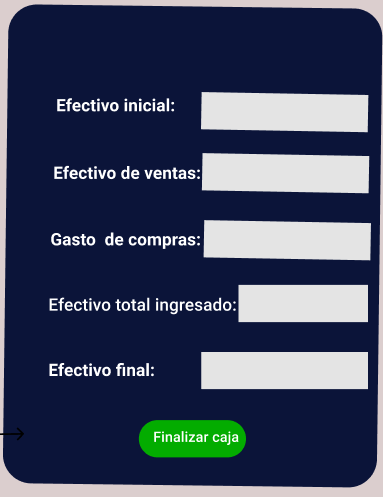 Efectivo inicial:
Efectivo de ventas:
Gasto de compras:
Efectivo total ingresado:
Efectivo final:
Finalizar caja